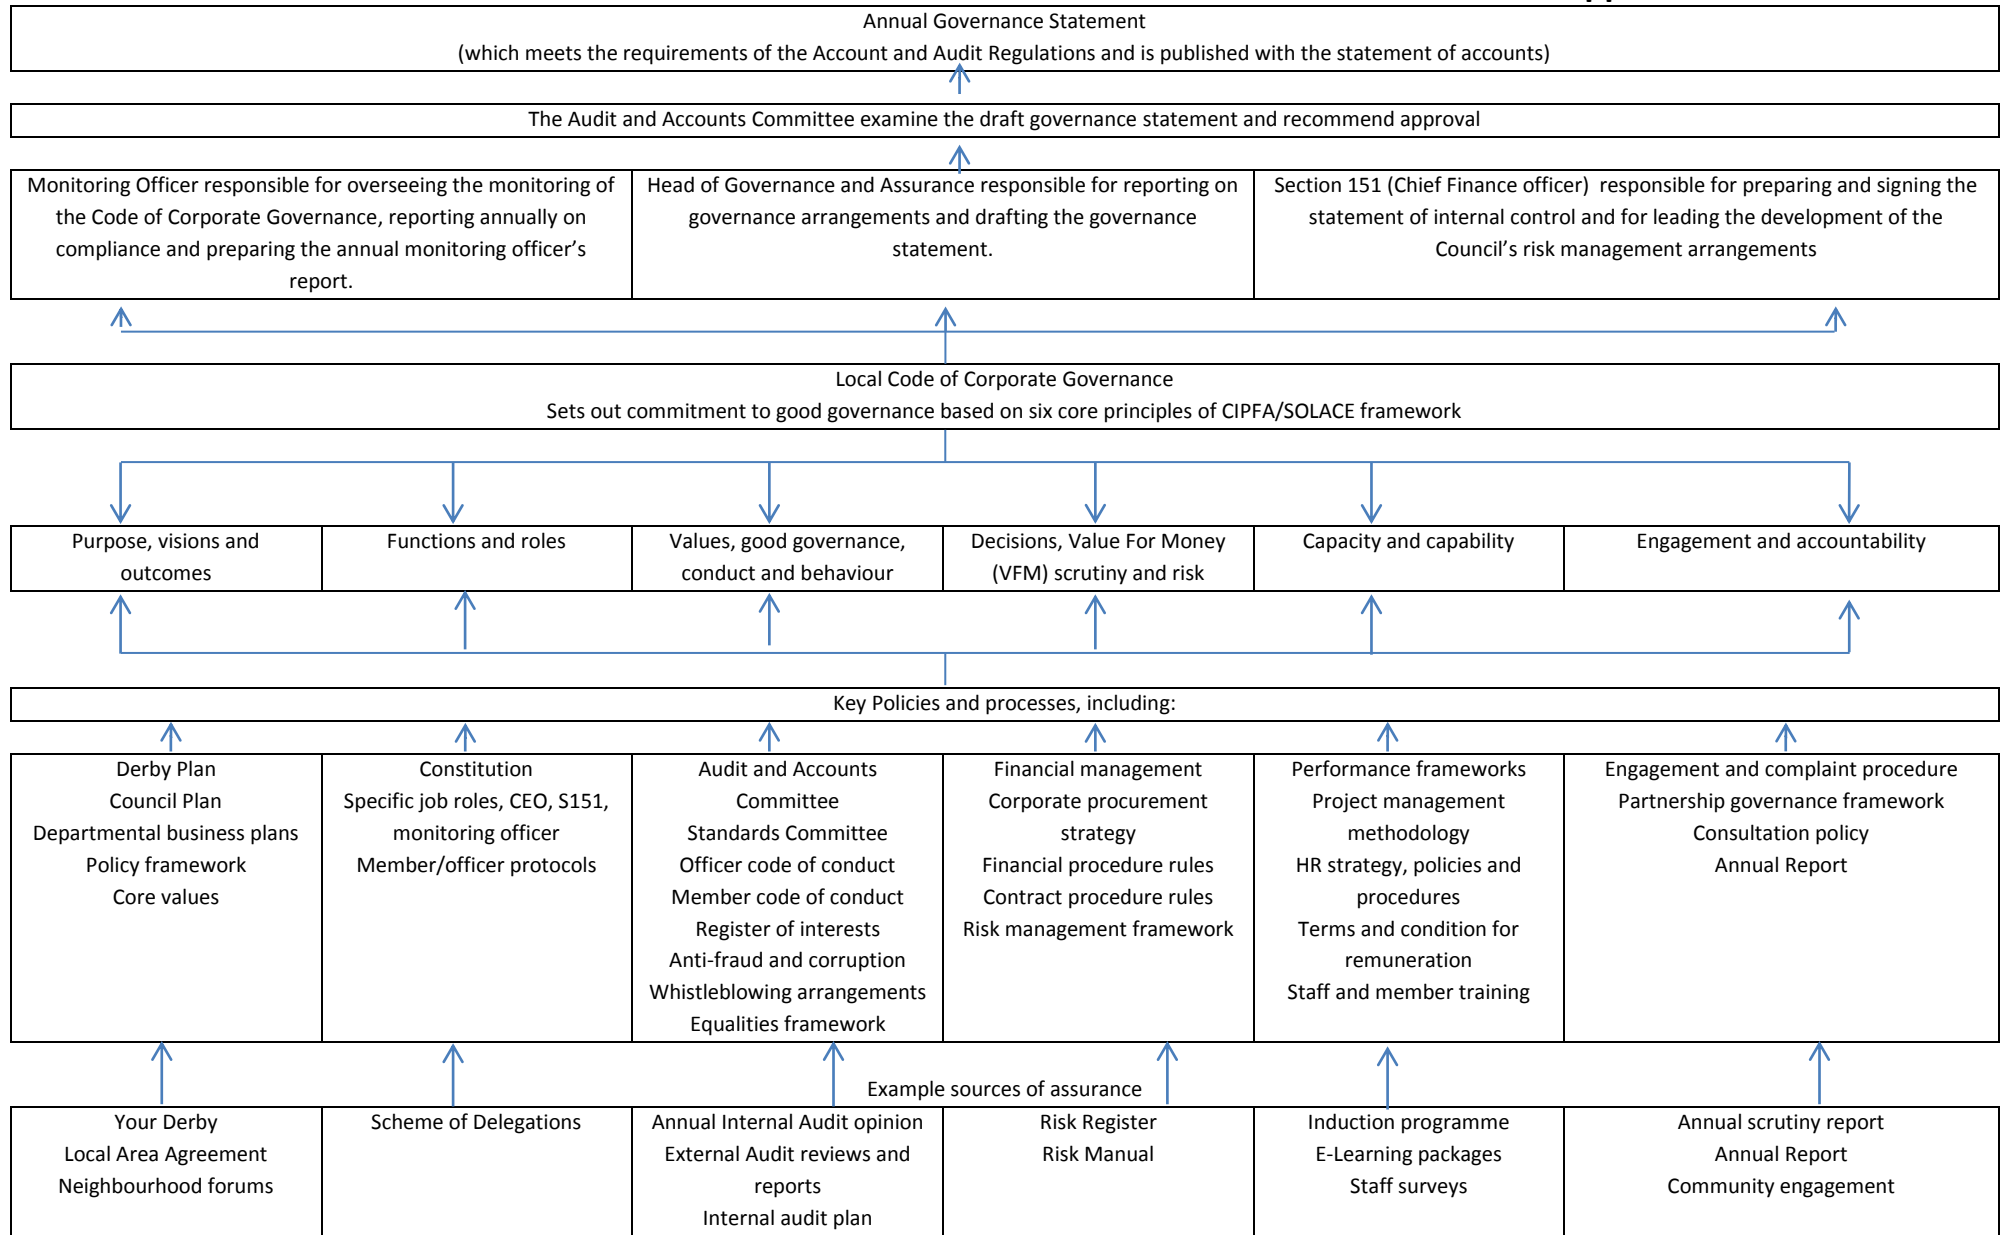 Annual Governance Statement
(which meets the requirements of the Account and Audit Regulations and is published with the statement of accounts)
The Audit and Accounts Committee examine the draft governance statement and recommend approval
Monitoring Officer responsible for overseeing the monitoring of
the Code of Corporate Governance, reporting annually on
compliance and preparing the annual monitoring officer's
report.
Head of Governance and Assurance responsible for reporting on
governance arrangements and drafting the governance
statement.
Section 151 (Chief Finance officer) responsible for preparing and signing the
statement of internal control and for leading the development of the
Council's risk management arrangements
Local Code of Corporate Governance
Sets out commitment to good governance based on six core principles of CIPFA/SOLACE framework
Purpose, visions and
outcomes
Functions and roles
Values, good governance,
conduct and behaviour
Decisions, Value For Money
(VFM) scrutiny and risk
Capacity and capability
Engagement and accountability
Key Policies and processes, including:
Derby Plan
Council Plan
Departmental business plans
Policy framework
Core values
Constitution
Specific job roles, CEO, S151,
monitoring officer
Member/officer protocols
Audit and Accounts
Committee
Standards Committee
Officer code of conduct
Member code of conduct
Register of interests
Anti-fraud and corruption
Whistleblowing arrangements
Equalities framework
Financial management
Corporate procurement
strategy
Financial procedure rules
Contract procedure rules
Risk management framework
Performance frameworks
Project management
methodology
HR strategy, policies and
procedures
Terms and condition for
remuneration
Staff and member training
Engagement and complaint procedure
Partnership governance framework
Consultation policy
Annual Report
Example sources of assurance
Your Derby
Local Area Agreement
Neighbourhood forums
Scheme of Delegations
Annual Internal Audit opinion
External Audit reviews and
reports
Internal audit plan
Risk Register
Risk Manual
Induction programme
E-Learning packages
Staff surveys
Annual scrutiny report
Annual Report
Community engagement